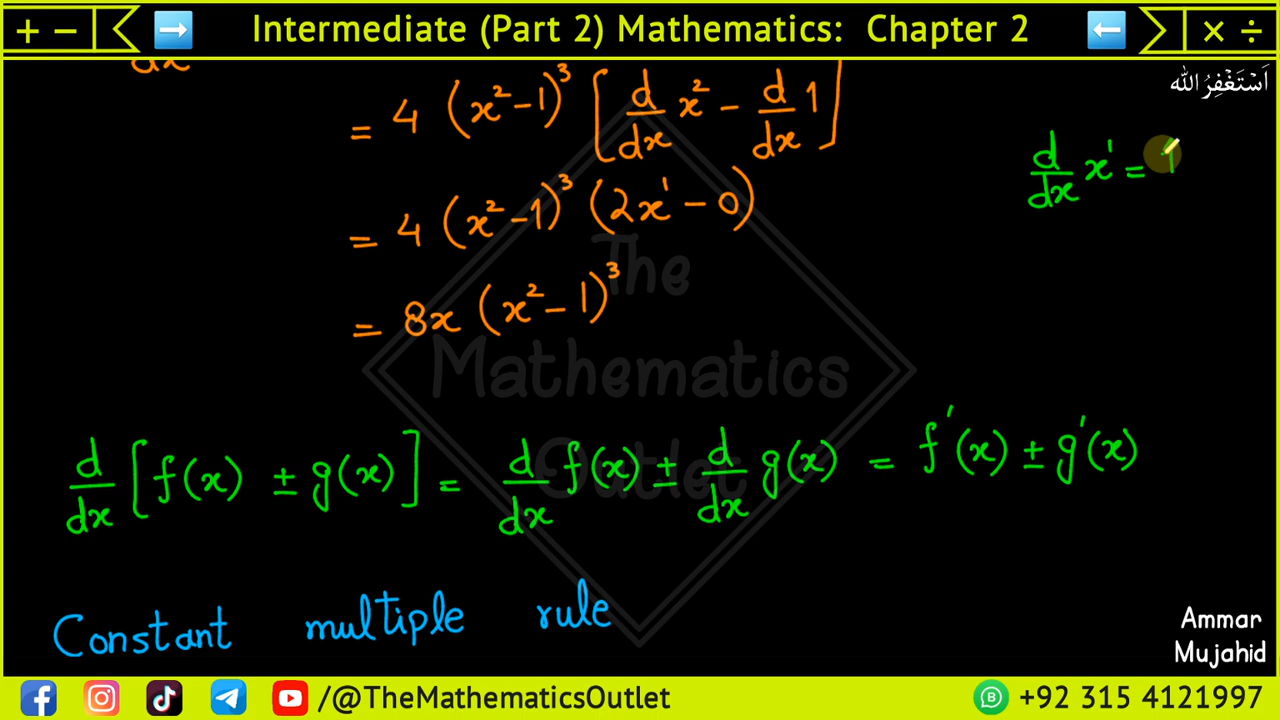 + − Intermediate (Part 2) Mathematics: Chapter 2 × ÷
اَسْتَغْفِرُ الله
dx
= 4 (x² − 1)³ [d/dx x² − d/dx 1]
d/dx x¹ = 1
= 4 (x² − 1)³ (2x¹ − 0)
= 8x (x² − 1)³
The
Mathematics
Outlet
d/dx [f(x) ± g(x)] = d/dx f(x) ± d/dx g(x) = f′(x) ± g′(x)
Constant multiple rule
Ammar
Mujahid
/@TheMathematicsOutlet +92 315 4121997